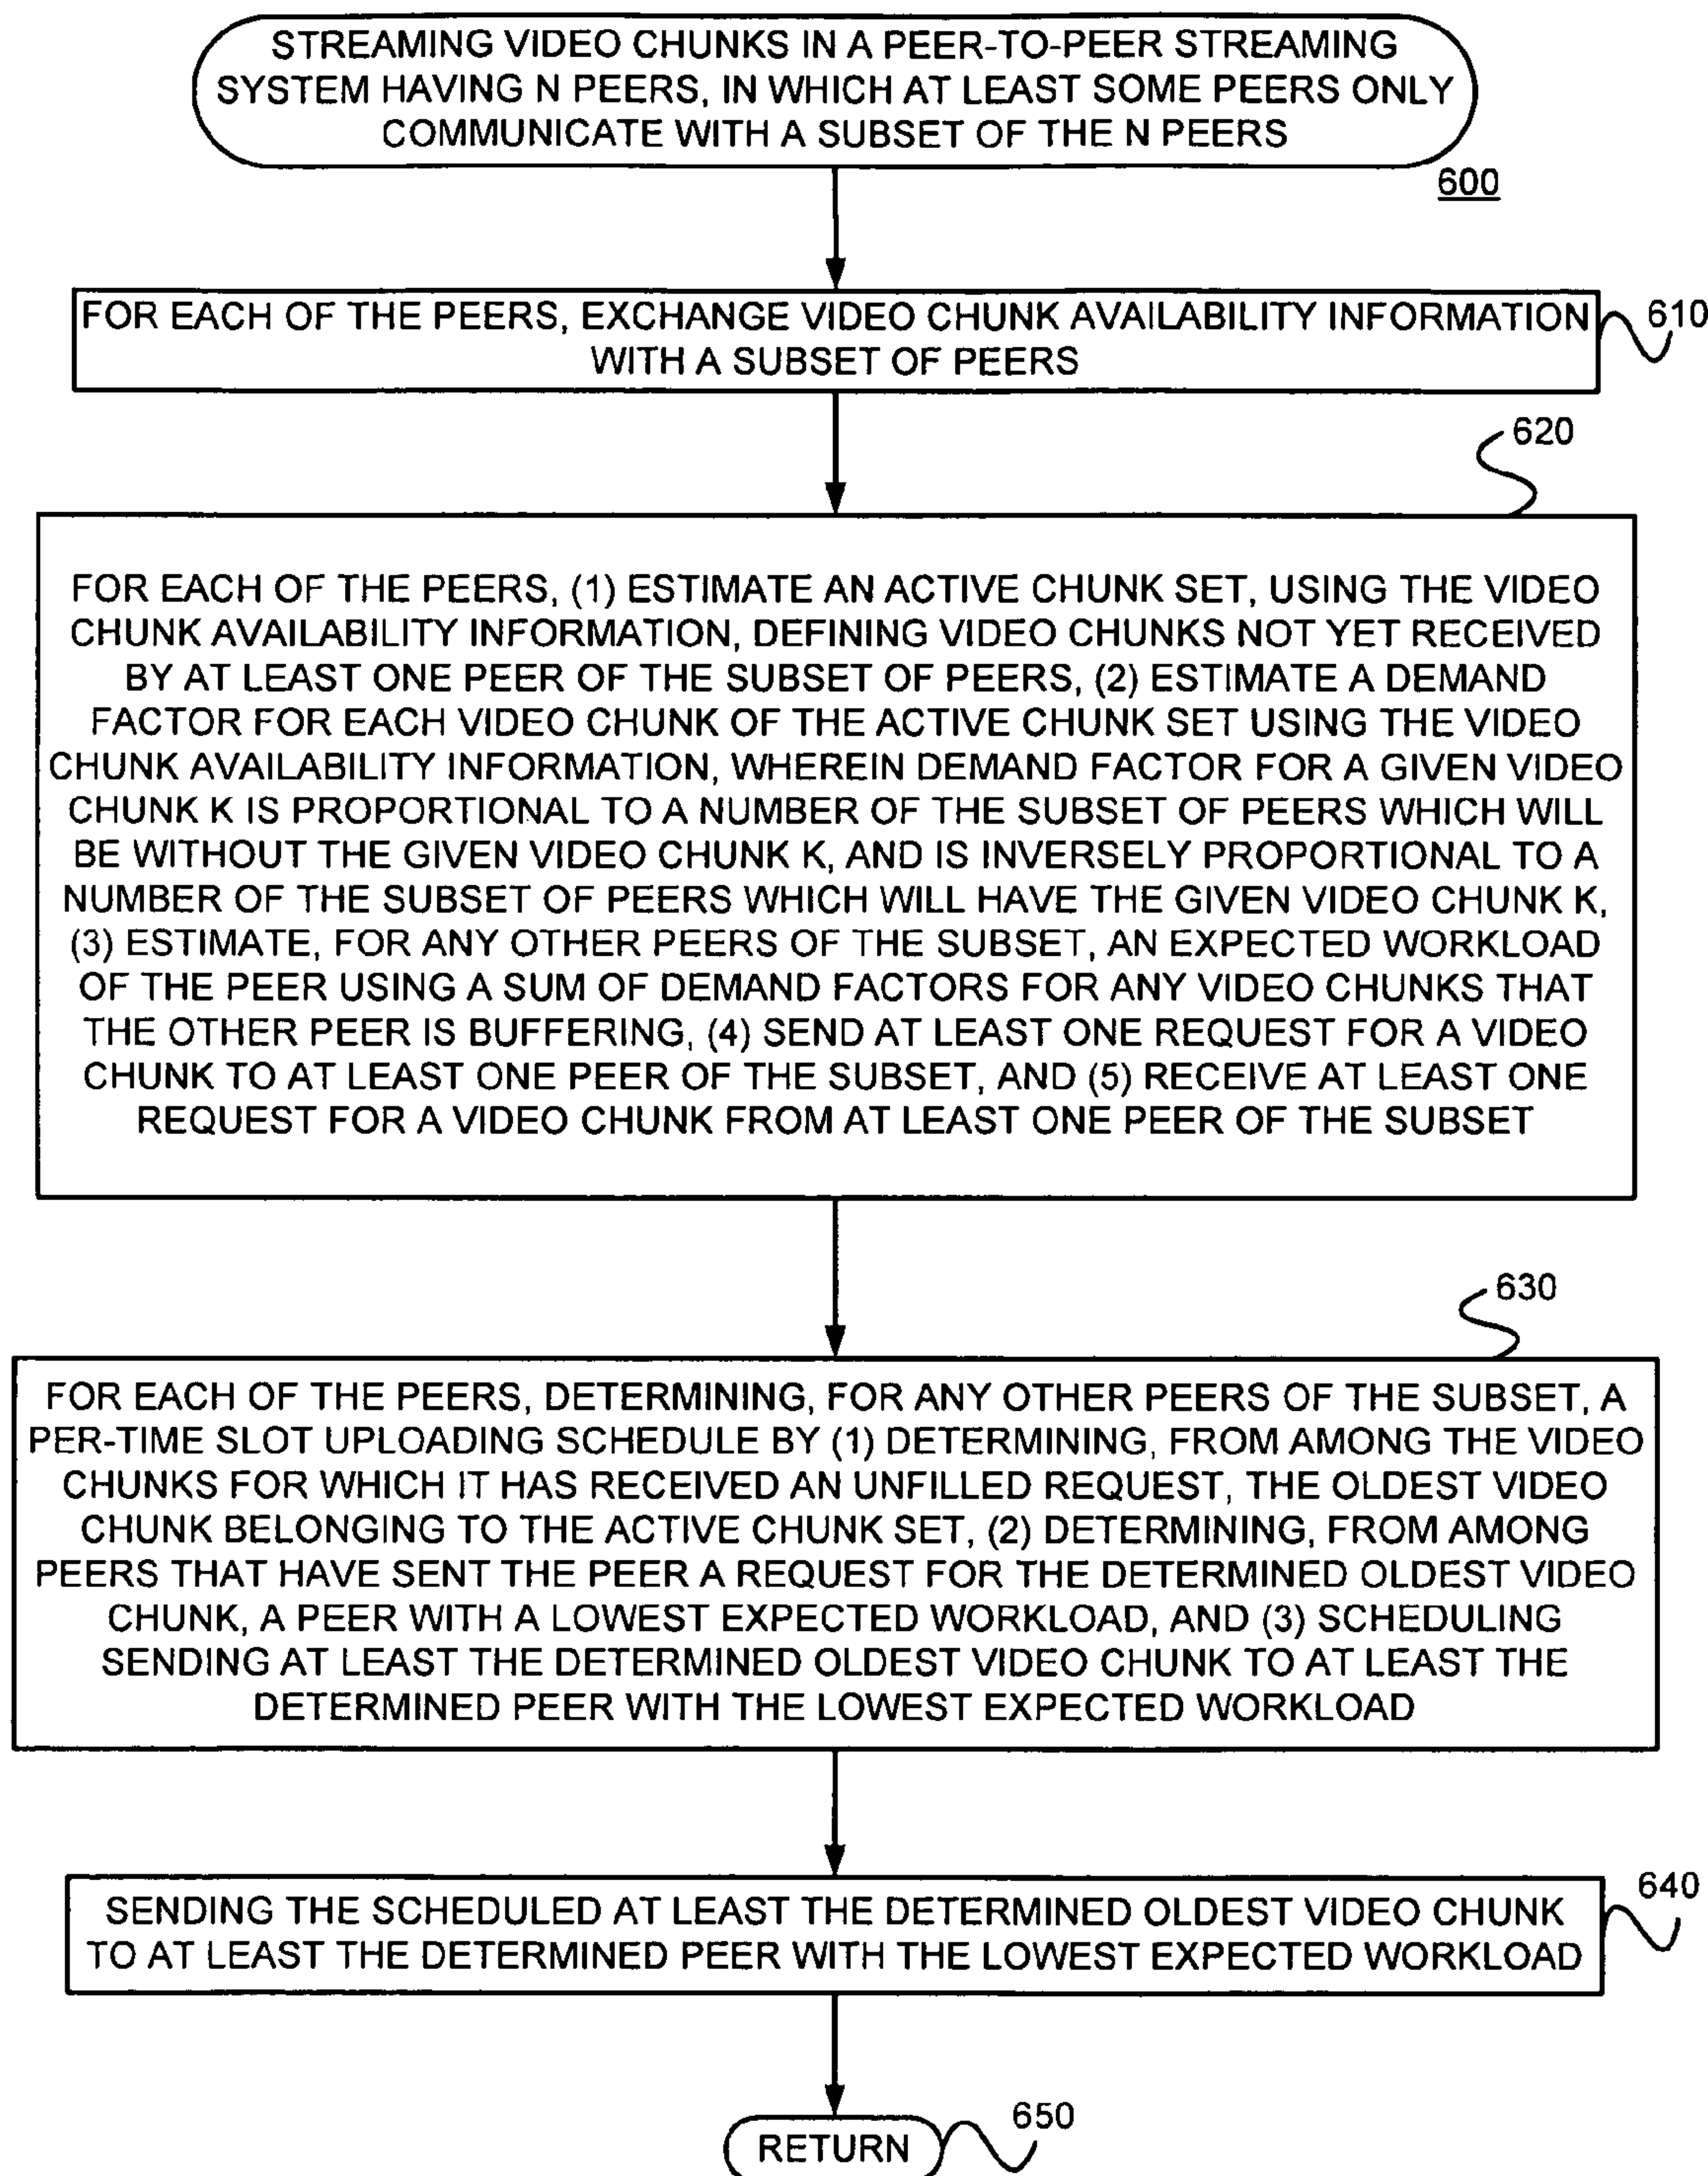 STREAMING VIDEO CHUNKS IN A PEER-TO-PEER STREAMING
SYSTEM HAVING N PEERS, IN WHICH AT LEAST SOME PEERS ONLY
COMMUNICATE WITH A SUBSET OF THE N PEERS
600
FOR EACH OF THE PEERS, EXCHANGE VIDEO CHUNK AVAILABILITY INFORMATION
WITH A SUBSET OF PEERS
610
620
FOR EACH OF THE PEERS, (1) ESTIMATE AN ACTIVE CHUNK SET, USING THE VIDEO
CHUNK AVAILABILITY INFORMATION, DEFINING VIDEO CHUNKS NOT YET RECEIVED
BY AT LEAST ONE PEER OF THE SUBSET OF PEERS, (2) ESTIMATE A DEMAND
FACTOR FOR EACH VIDEO CHUNK OF THE ACTIVE CHUNK SET USING THE VIDEO
CHUNK AVAILABILITY INFORMATION, WHEREIN DEMAND FACTOR FOR A GIVEN VIDEO
CHUNK K IS PROPORTIONAL TO A NUMBER OF THE SUBSET OF PEERS WHICH WILL
BE WITHOUT THE GIVEN VIDEO CHUNK K, AND IS INVERSELY PROPORTIONAL TO A
NUMBER OF THE SUBSET OF PEERS WHICH WILL HAVE THE GIVEN VIDEO CHUNK K,
(3) ESTIMATE, FOR ANY OTHER PEERS OF THE SUBSET, AN EXPECTED WORKLOAD
OF THE PEER USING A SUM OF DEMAND FACTORS FOR ANY VIDEO CHUNKS THAT
THE OTHER PEER IS BUFFERING, (4) SEND AT LEAST ONE REQUEST FOR A VIDEO
CHUNK TO AT LEAST ONE PEER OF THE SUBSET, AND (5) RECEIVE AT LEAST ONE
REQUEST FOR A VIDEO CHUNK FROM AT LEAST ONE PEER OF THE SUBSET
630
FOR EACH OF THE PEERS, DETERMINING, FOR ANY OTHER PEERS OF THE SUBSET, A
PER-TIME SLOT UPLOADING SCHEDULE BY (1) DETERMINING, FROM AMONG THE VIDEO
CHUNKS FOR WHICH IT HAS RECEIVED AN UNFILLED REQUEST, THE OLDEST VIDEO
CHUNK BELONGING TO THE ACTIVE CHUNK SET, (2) DETERMINING, FROM AMONG
PEERS THAT HAVE SENT THE PEER A REQUEST FOR THE DETERMINED OLDEST VIDEO
CHUNK, A PEER WITH A LOWEST EXPECTED WORKLOAD, AND (3) SCHEDULING
SENDING AT LEAST THE DETERMINED OLDEST VIDEO CHUNK TO AT LEAST THE
DETERMINED PEER WITH THE LOWEST EXPECTED WORKLOAD
SENDING THE SCHEDULED AT LEAST THE DETERMINED OLDEST VIDEO CHUNK
TO AT LEAST THE DETERMINED PEER WITH THE LOWEST EXPECTED WORKLOAD
640
RETURN
650